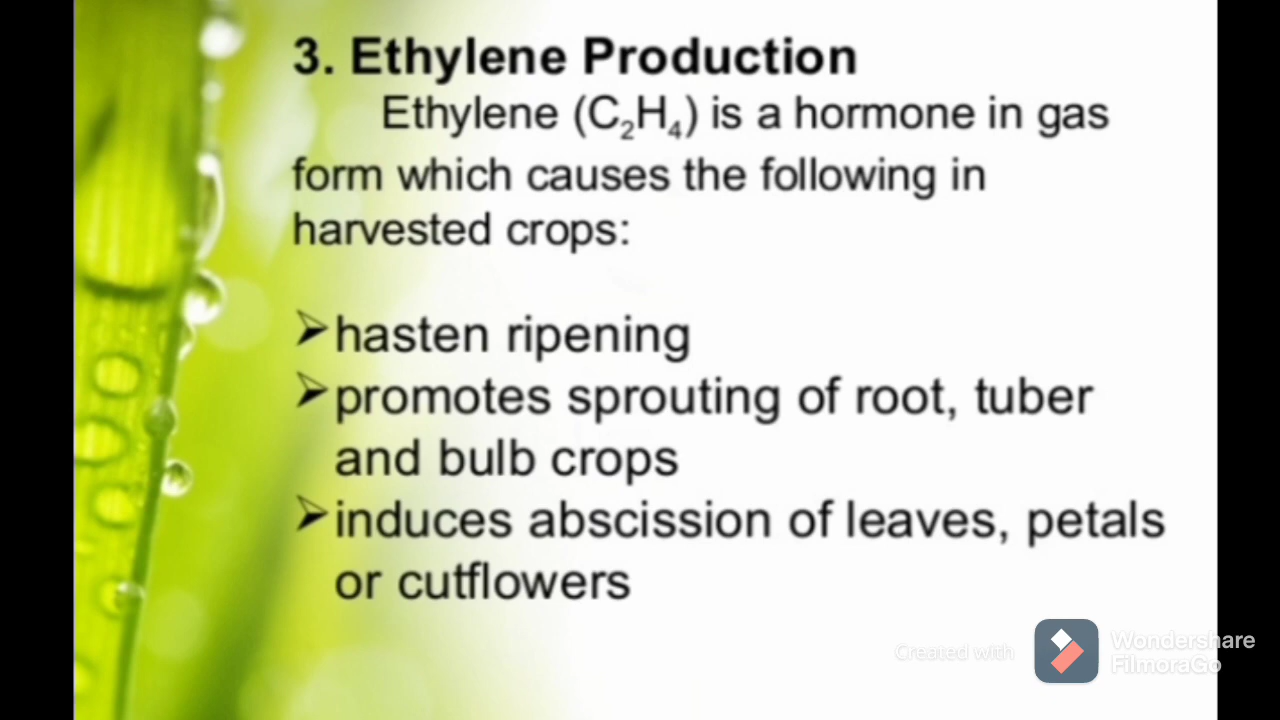 3. Ethylene Production
Ethylene (C₂H₄) is a hormone in gas
form which causes the following in
harvested crops:
➢hasten ripening
➢promotes sprouting of root, tuber
and bulb crops
➢induces abscission of leaves, petals
or cutflowers
Created with
Wondershare
FilmoraGo